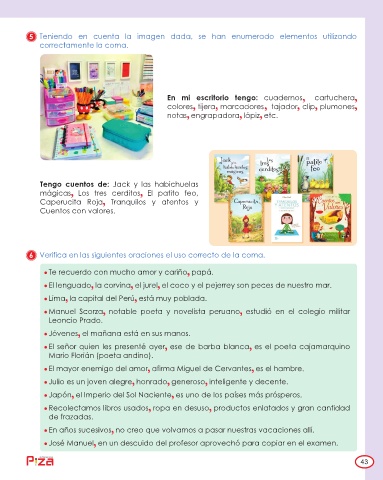 5 Teniendo en cuenta la imagen dada, se han enumerado elementos utilizando
correctamente la coma.
En mi escritorio tengo: cuadernos, cartuchera,
colores, tijera, marcadores, tajador, clip, plumones,
notas, engrapadora, lápiz, etc.
Tengo cuentos de: Jack y las habichuelas
mágicas, Los tres cerditos, El patito feo,
Caperucita Roja, Tranquilos y atentos y
Cuentos con valores.
Jack
los tres cerditos
El patito feo
Caperucita Roja
6 Verifica en las siguientes oraciones el uso correcto de la coma.
• Te recuerdo con mucho amor y cariño, papá.
• El lenguado, la corvina, el jurel, el coco y el pejerrey son peces de nuestro mar.
• Lima, la capital del Perú, está muy poblada.
• Manuel Scorza, notable poeta y novelista peruano, estudió en el colegio militar
Leoncio Prado.
• Jóvenes, el mañana está en sus manos.
• El señor quien les presenté ayer, ese de barba blanca, es el poeta cajamarquino
Mario Florián (poeta andino).
• El mayor enemigo del amor, afirma Miguel de Cervantes, es el hambre.
• Julio es un joven alegre, honrado, generoso, inteligente y decente.
• Japón, el Imperio del Sol Naciente, es uno de los países más prósperos.
• Recolectamos libros usados, ropa en desuso, productos enlatados y gran cantidad
de frazadas.
• En años sucesivos, no creo que volvamos a pasar nuestras vacaciones allí.
• José Manuel, en un descuido del profesor aprovechó para copiar en el examen.
Pizza
43